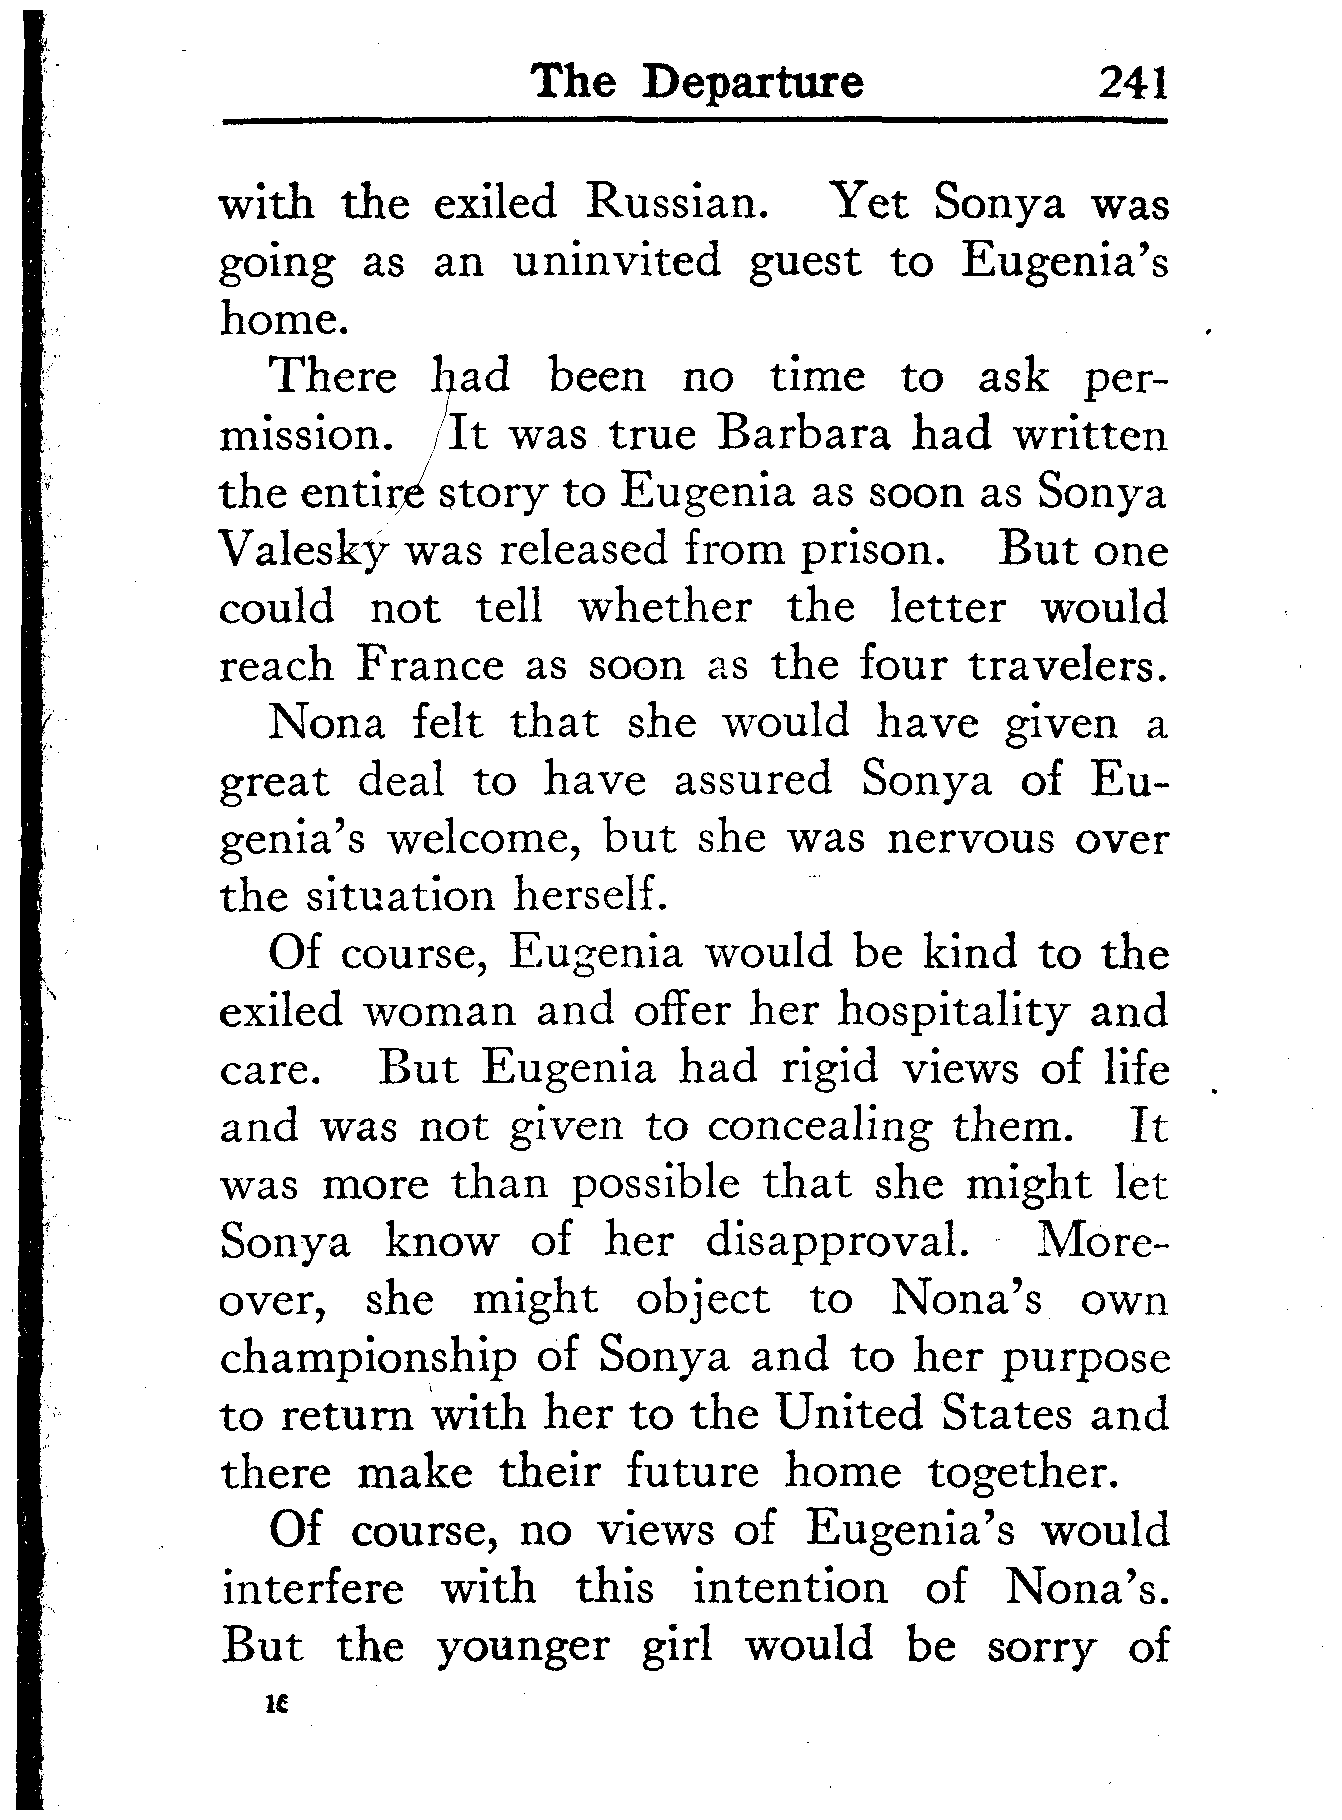 The Departure 241
with the exiled Russian. Yet Sonya was
going as an uninvited guest to Eugenia's
home.
There had been no time to ask per-
mission. It was true Barbara had written
the entire story to Eugenia as soon as Sonya
Valesky was released from prison. But one
could not tell whether the letter would
reach France as soon as the four travelers.
Nona felt that she would have given a
great deal to have assured Sonya of Eu-
genia's welcome, but she was nervous over
the situation herself.
Of course, Eugenia would be kind to the
exiled woman and offer her hospitality and
care. But Eugenia had rigid views of life
and was not given to concealing them. It
was more than possible that she might let
Sonya know of her disapproval. More-
over, she might object to Nona's own
championship of Sonya and to her purpose
to return with her to the United States and
there make their future home together.
Of course, no views of Eugenia's would
interfere with this intention of Nona's.
But the younger girl would be sorry of
16